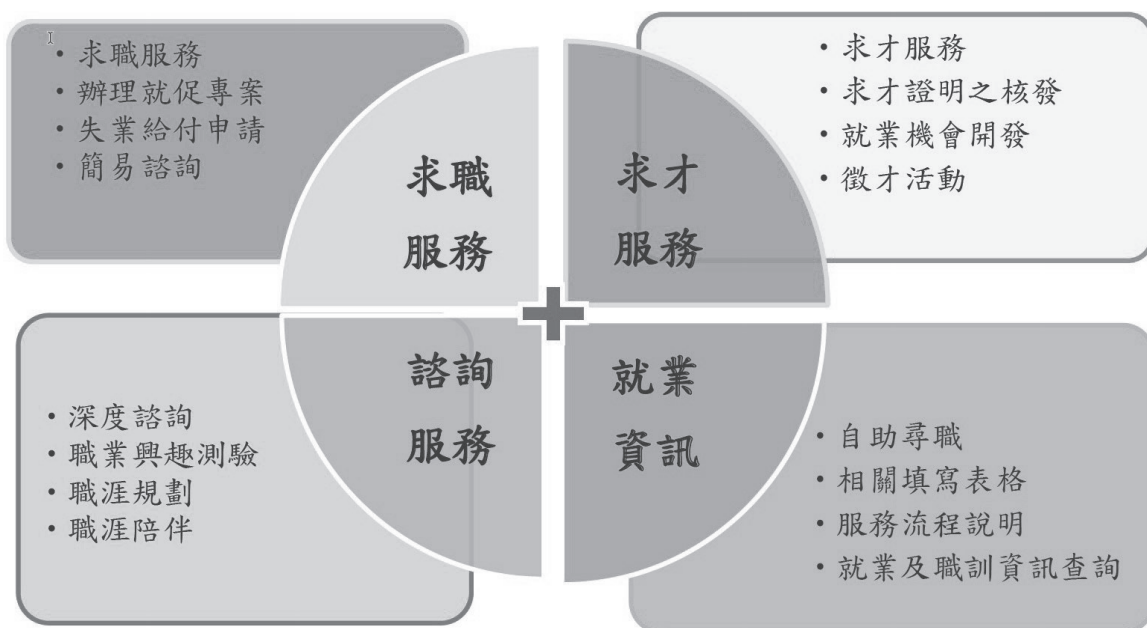 • 求職服務
• 辦理就促專案
• 失業給付申請
• 簡易諮詢
求職
服務
• 求才服務
• 求才證明之核發
• 就業機會開發
• 徵才活動
求才
服務
• 深度諮詢
• 職業興趣測驗
• 職涯規劃
• 職涯陪伴
諮詢
服務
• 自助尋職
• 相關填寫表格
• 服務流程說明
• 就業及職訓資訊查詢
就業
資訊